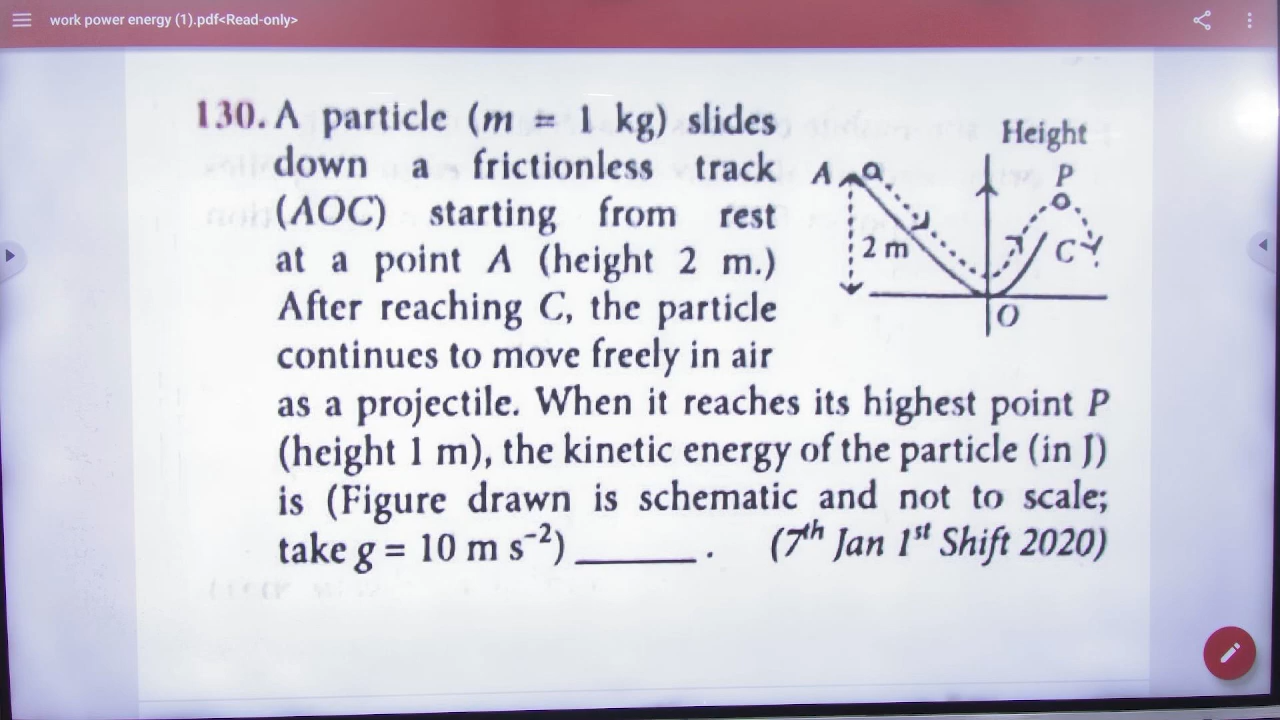 work power energy (1).pdf<Read-only>
130. A particle (m = 1 kg) slides
down a frictionless track
(AOC) starting from rest
at a point A (height 2 m.)
After reaching C, the particle
continues to move freely in air
as a projectile. When it reaches its highest point P
(height 1 m), the kinetic energy of the particle (in J)
is (Figure drawn is schematic and not to scale;
take g = 10 m s⁻²) ______ . (7th Jan 1st Shift 2020)
Height
A
P
2 m
C
O